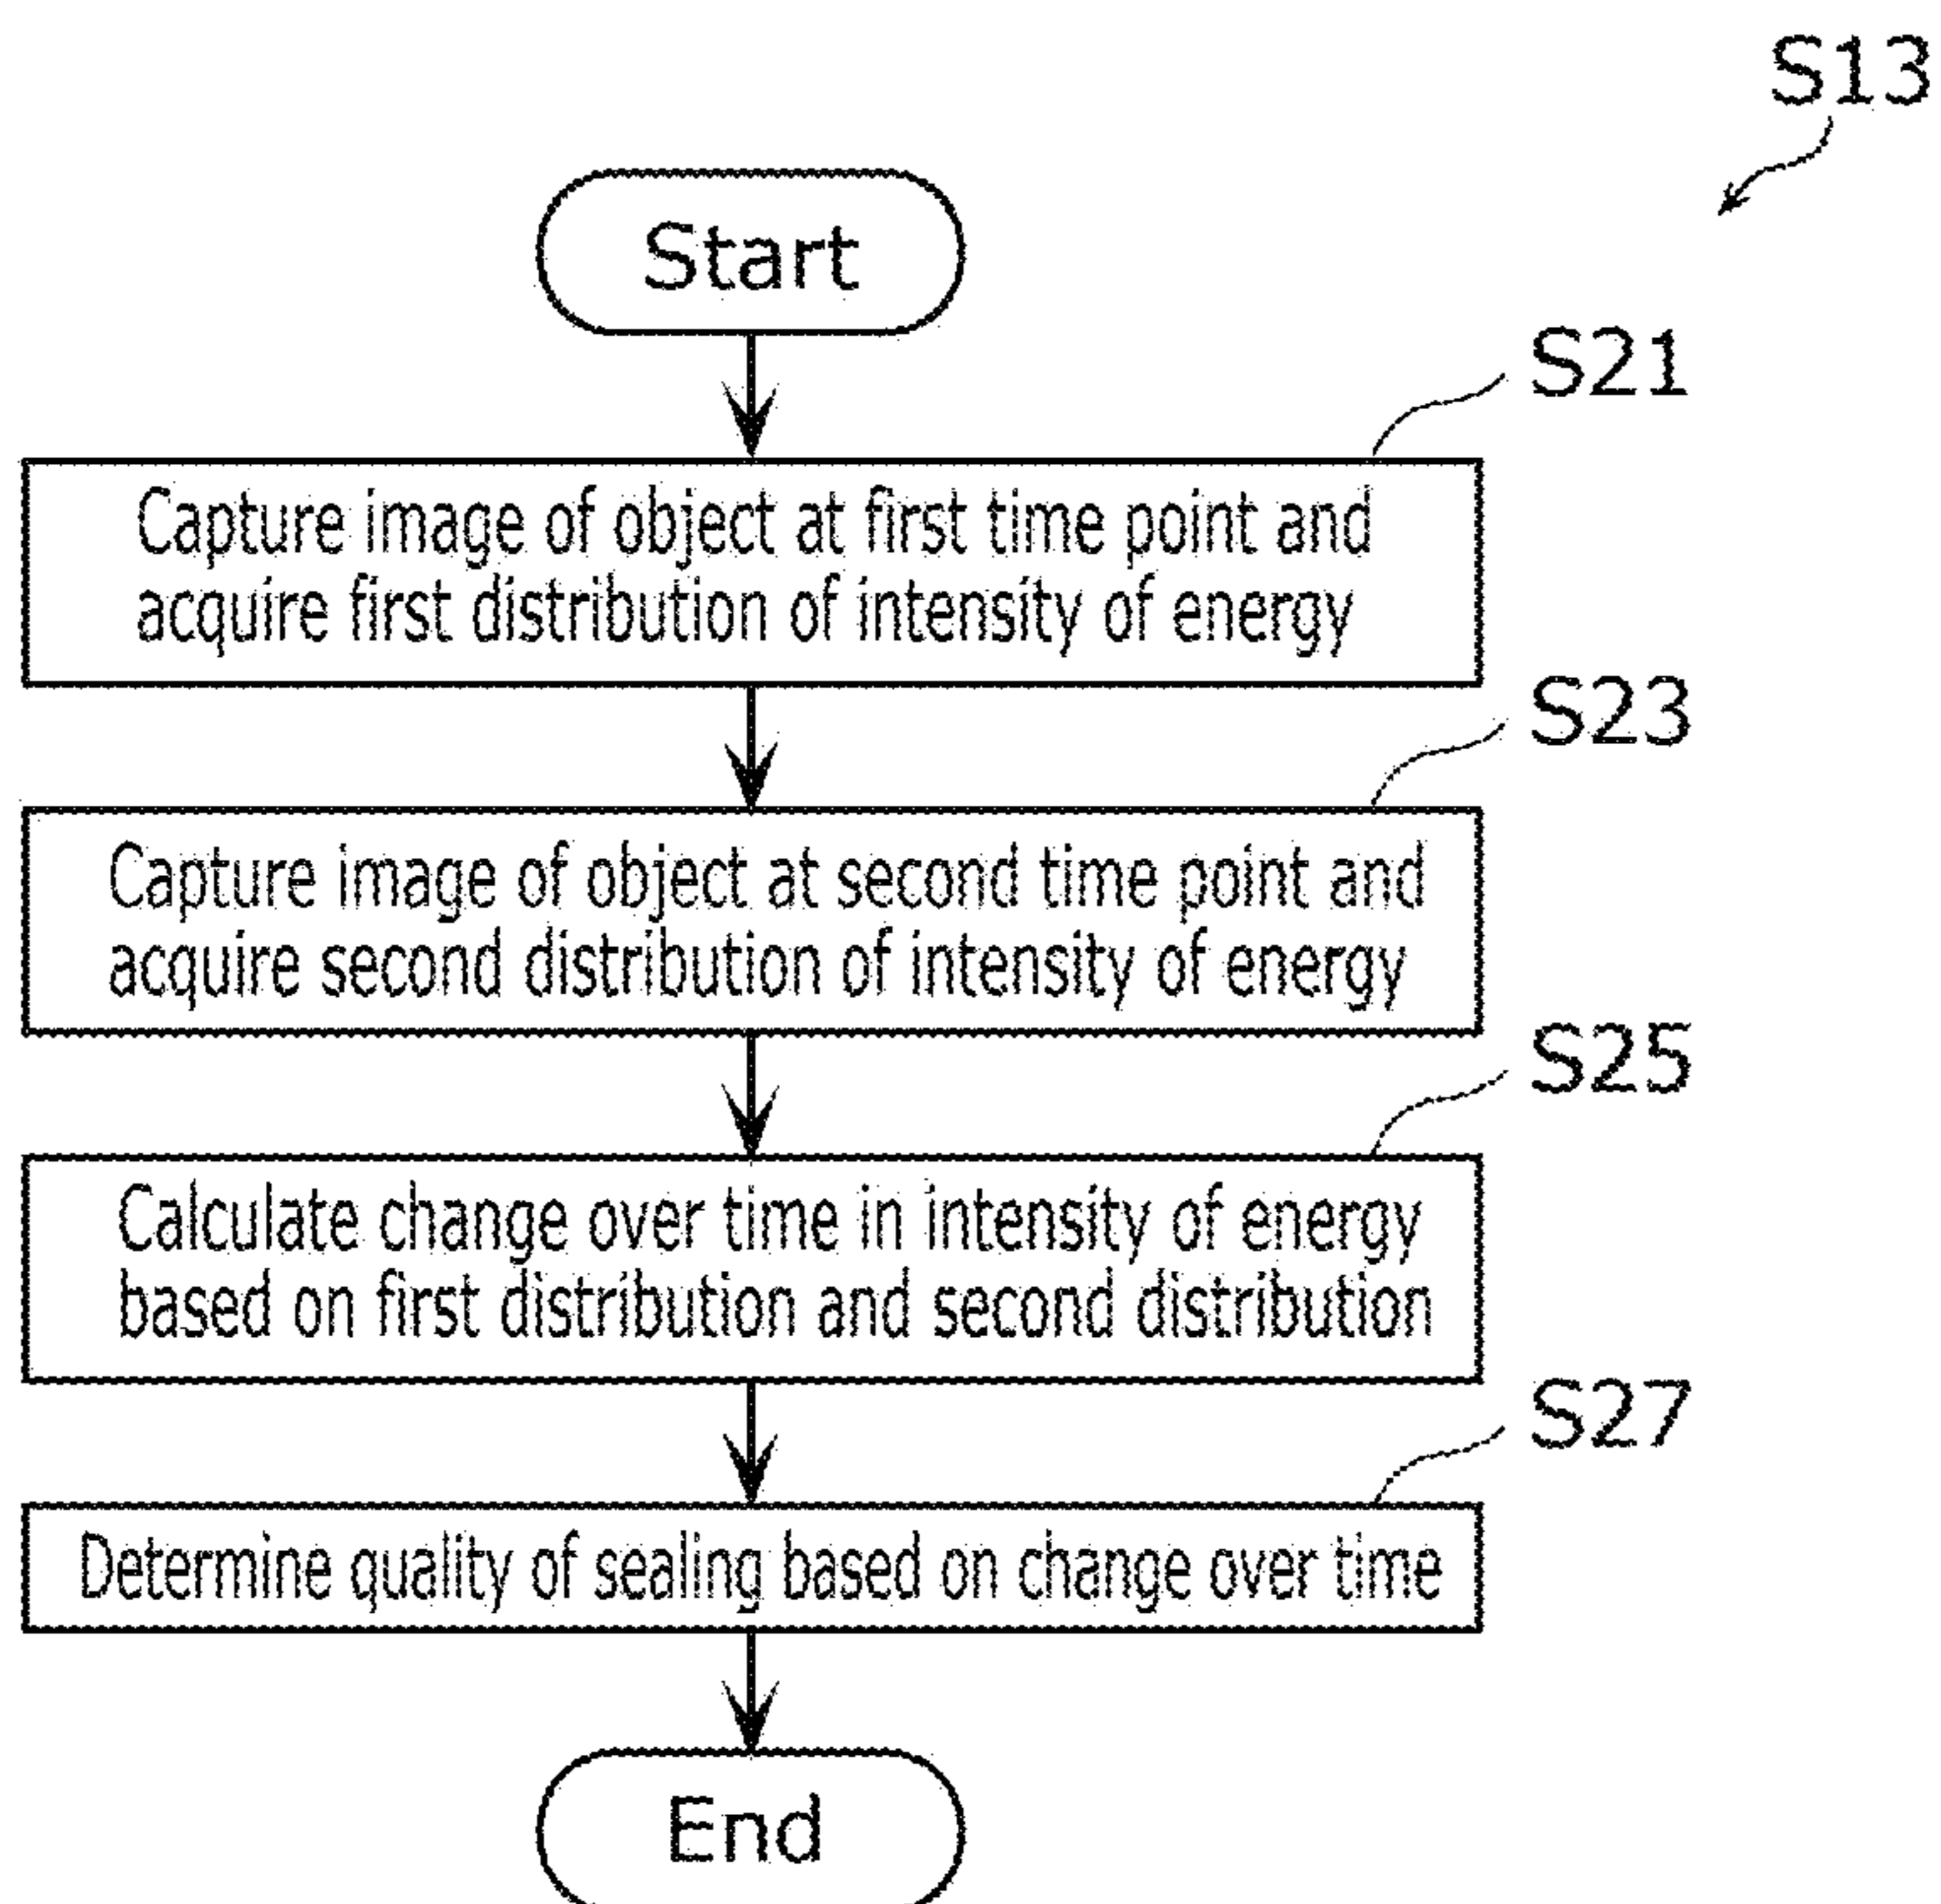 S13
Start
S21
Capture image of object at first time point and
acquire first distribution of intensity of energy
S23
Capture image of object at second time point and
acquire second distribution of intensity of energy
S25
Calculate change over time in intensity of energy
based on first distribution and second distribution
S27
Determine quality of sealing based on change over time
End